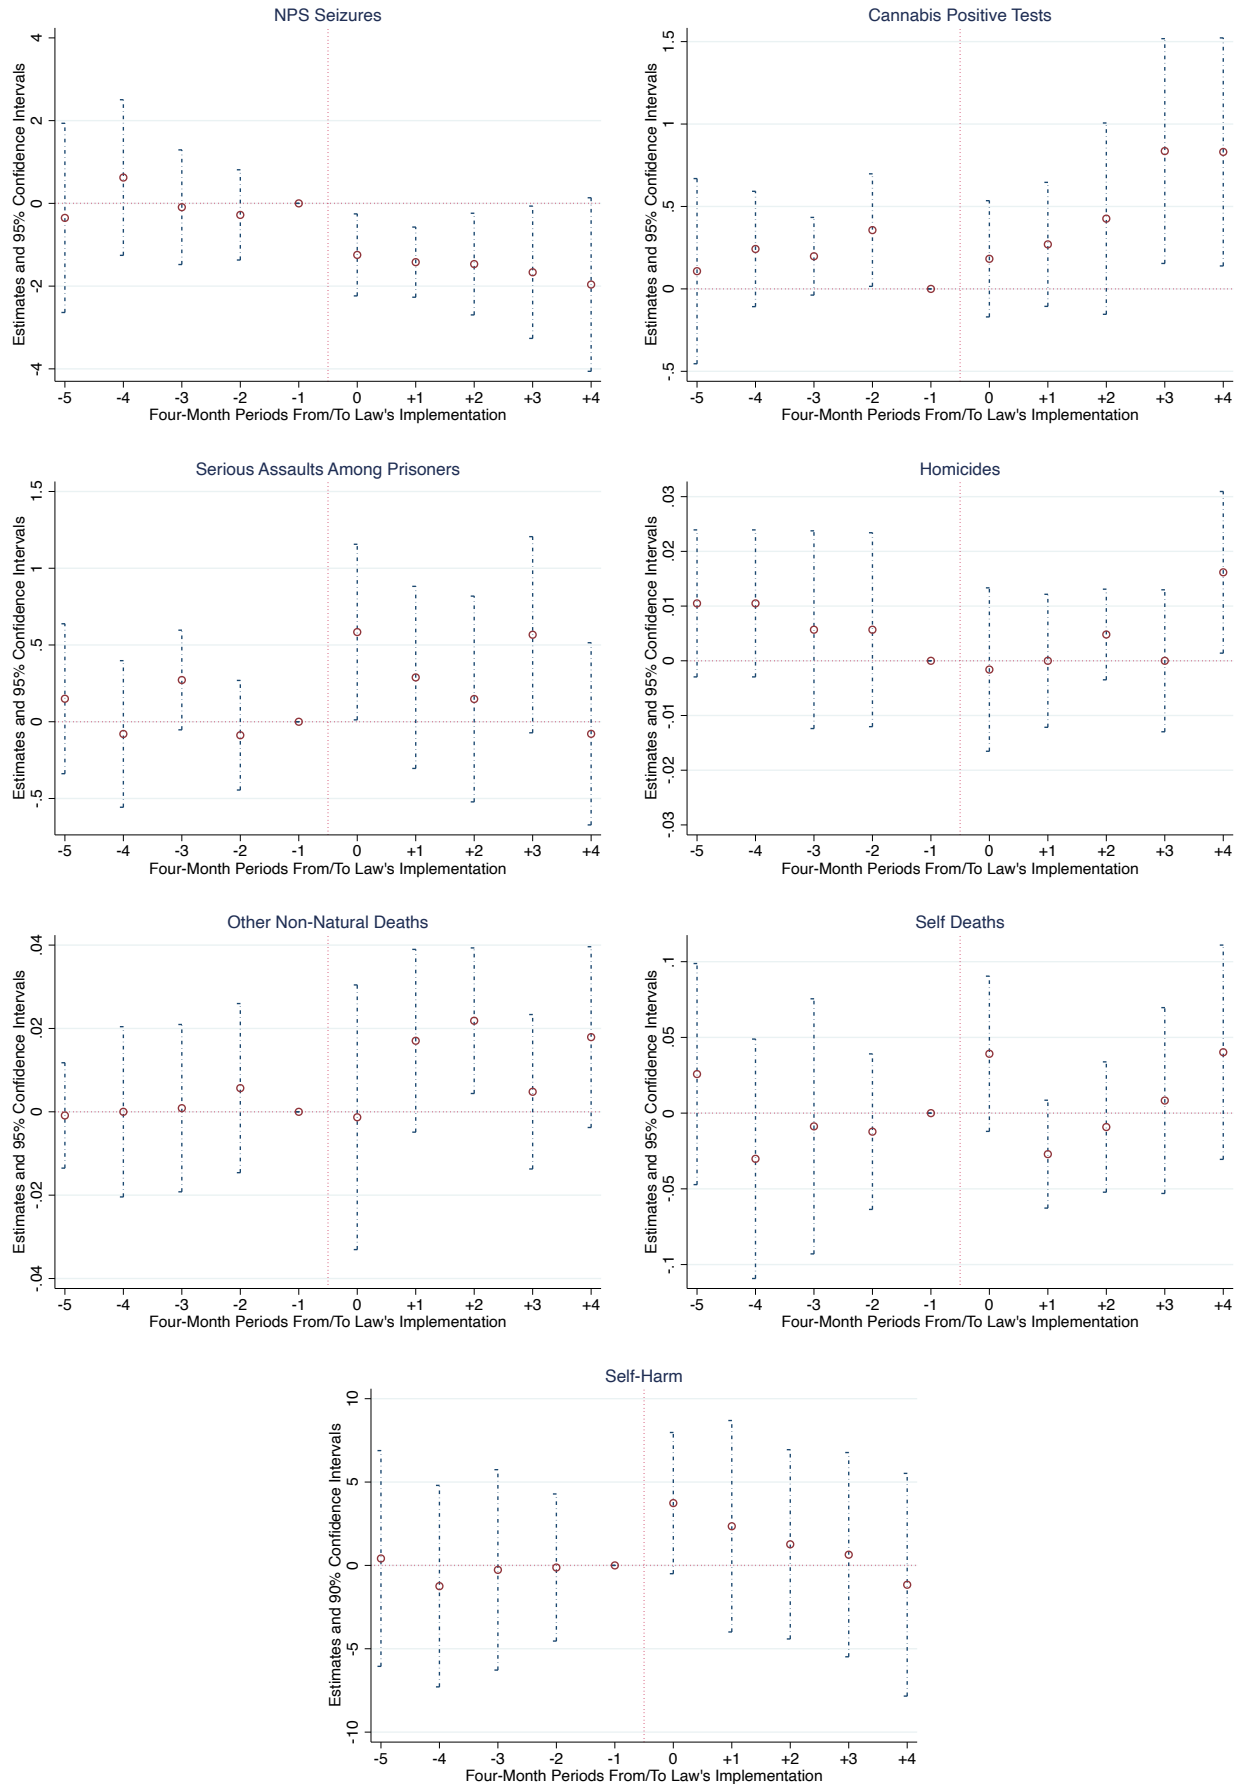 NPS Seizures
Estimates and 95% Confidence Intervals
4
2
0
-2
-4
-5 -4 -3 -2 -1 0 +1 +2 +3 +4
Four-Month Periods From/To Law's Implementation
Cannabis Positive Tests
Estimates and 95% Confidence Intervals
1.5
1
.5
0
-.5
-5 -4 -3 -2 -1 0 +1 +2 +3 +4
Four-Month Periods From/To Law's Implementation
Serious Assaults Among Prisoners
Estimates and 95% Confidence Intervals
1.5
1
.5
0
-.5
-5 -4 -3 -2 -1 0 +1 +2 +3 +4
Four-Month Periods From/To Law's Implementation
Homicides
Estimates and 95% Confidence Intervals
.03
.02
.01
0
-.01
-.02
-.03
-5 -4 -3 -2 -1 0 +1 +2 +3 +4
Four-Month Periods From/To Law's Implementation
Other Non-Natural Deaths
Estimates and 95% Confidence Intervals
.04
.02
0
-.02
-.04
-5 -4 -3 -2 -1 0 +1 +2 +3 +4
Four-Month Periods From/To Law's Implementation
Self Deaths
Estimates and 95% Confidence Intervals
.1
.05
0
-.05
-.1
-5 -4 -3 -2 -1 0 +1 +2 +3 +4
Four-Month Periods From/To Law's Implementation
Self-Harm
Estimates and 90% Confidence Intervals
10
5
0
-5
-10
-5 -4 -3 -2 -1 0 +1 +2 +3 +4
Four-Month Periods From/To Law's Implementation